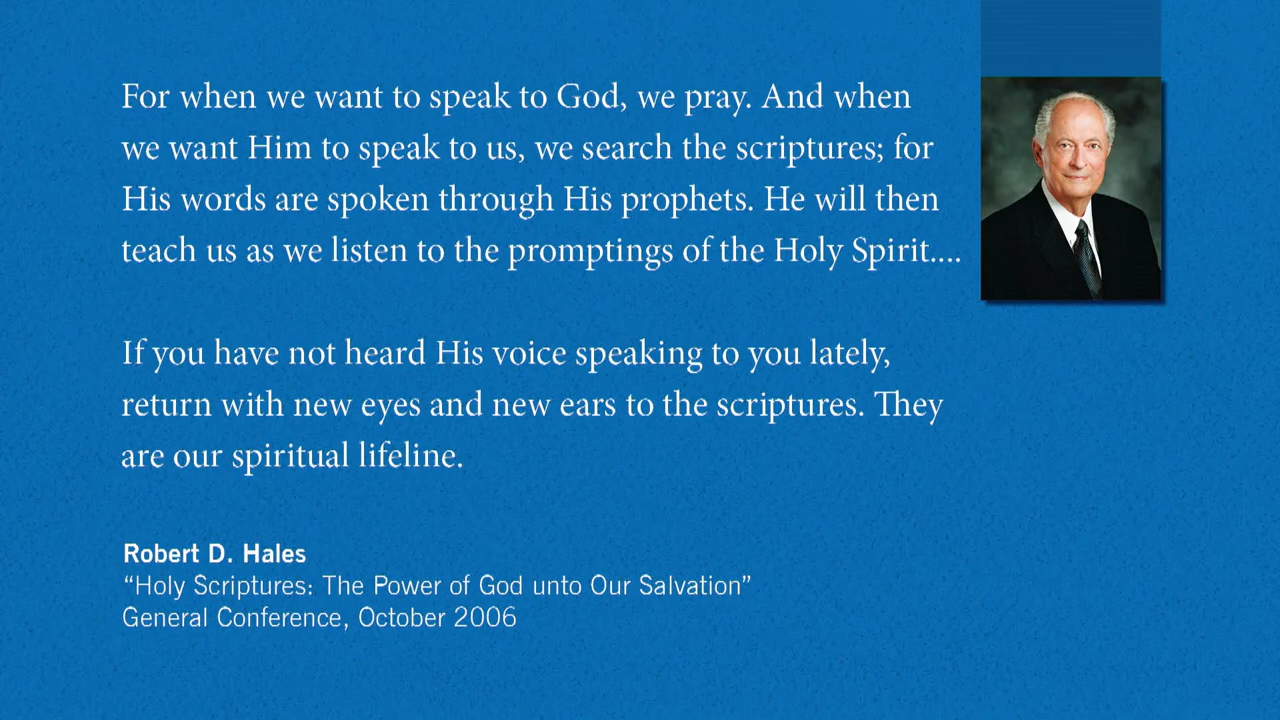 For when we want to speak to God, we pray. And when
we want Him to speak to us, we search the scriptures; for
His words are spoken through His prophets. He will then
teach us as we listen to the promptings of the Holy Spirit....
If you have not heard His voice speaking to you lately,
return with new eyes and new ears to the scriptures. They
are our spiritual lifeline.
Robert D. Hales
“Holy Scriptures: The Power of God unto Our Salvation”
General Conference, October 2006